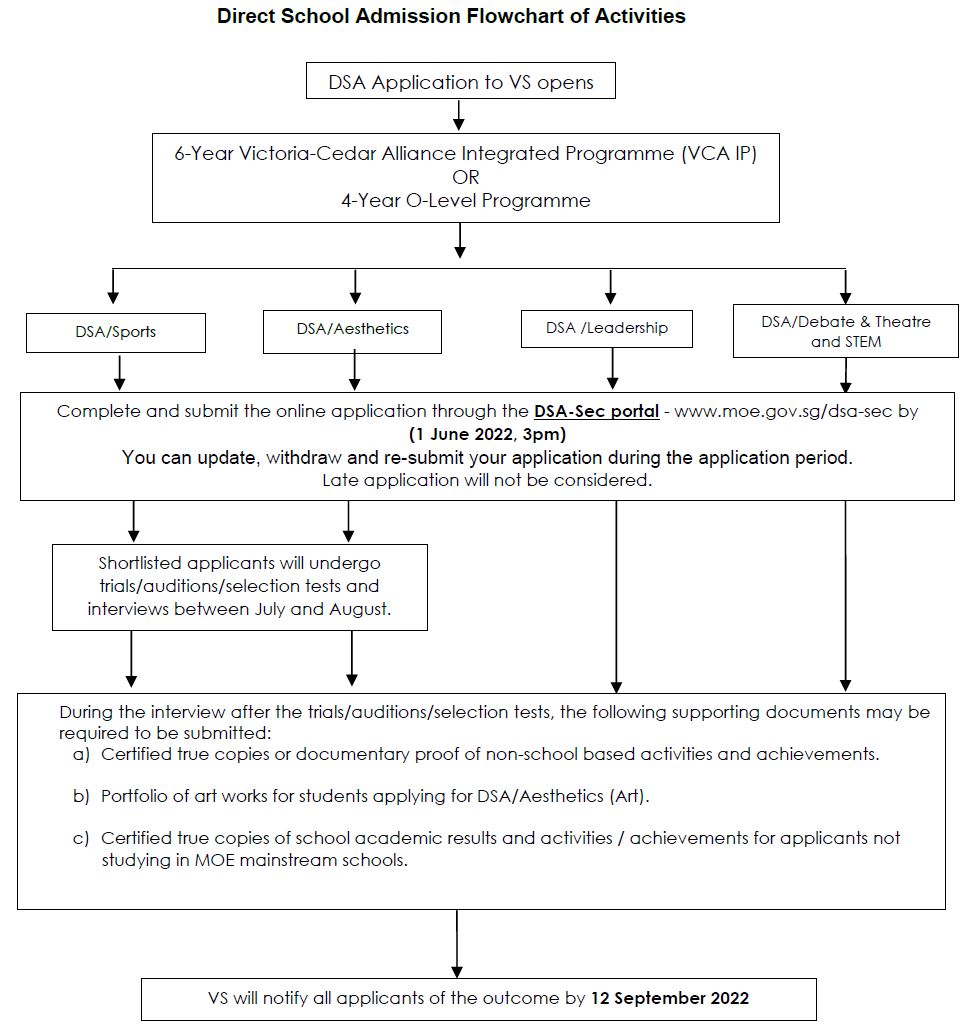 Direct School Admission Flowchart of Activities
DSA Application to VS opens
6-Year Victoria-Cedar Alliance Integrated Programme (VCA IP)
OR
4-Year O-Level Programme
DSA/Sports
DSA/Aesthetics
DSA /Leadership
DSA/Debate & Theatre
and STEM
Complete and submit the online application through the DSA-Sec portal - www.moe.gov.sg/dsa-sec by
(1 June 2022, 3pm)
You can update, withdraw and re-submit your application during the application period.
Late application will not be considered.
Shortlisted applicants will undergo
trials/auditions/selection tests and
interviews between July and August.
During the interview after the trials/auditions/selection tests, the following supporting documents may be
required to be submitted:
a) Certified true copies or documentary proof of non-school based activities and achievements.
b) Portfolio of art works for students applying for DSA/Aesthetics (Art).
c) Certified true copies of school academic results and activities / achievements for applicants not
studying in MOE mainstream schools.
VS will notify all applicants of the outcome by 12 September 2022